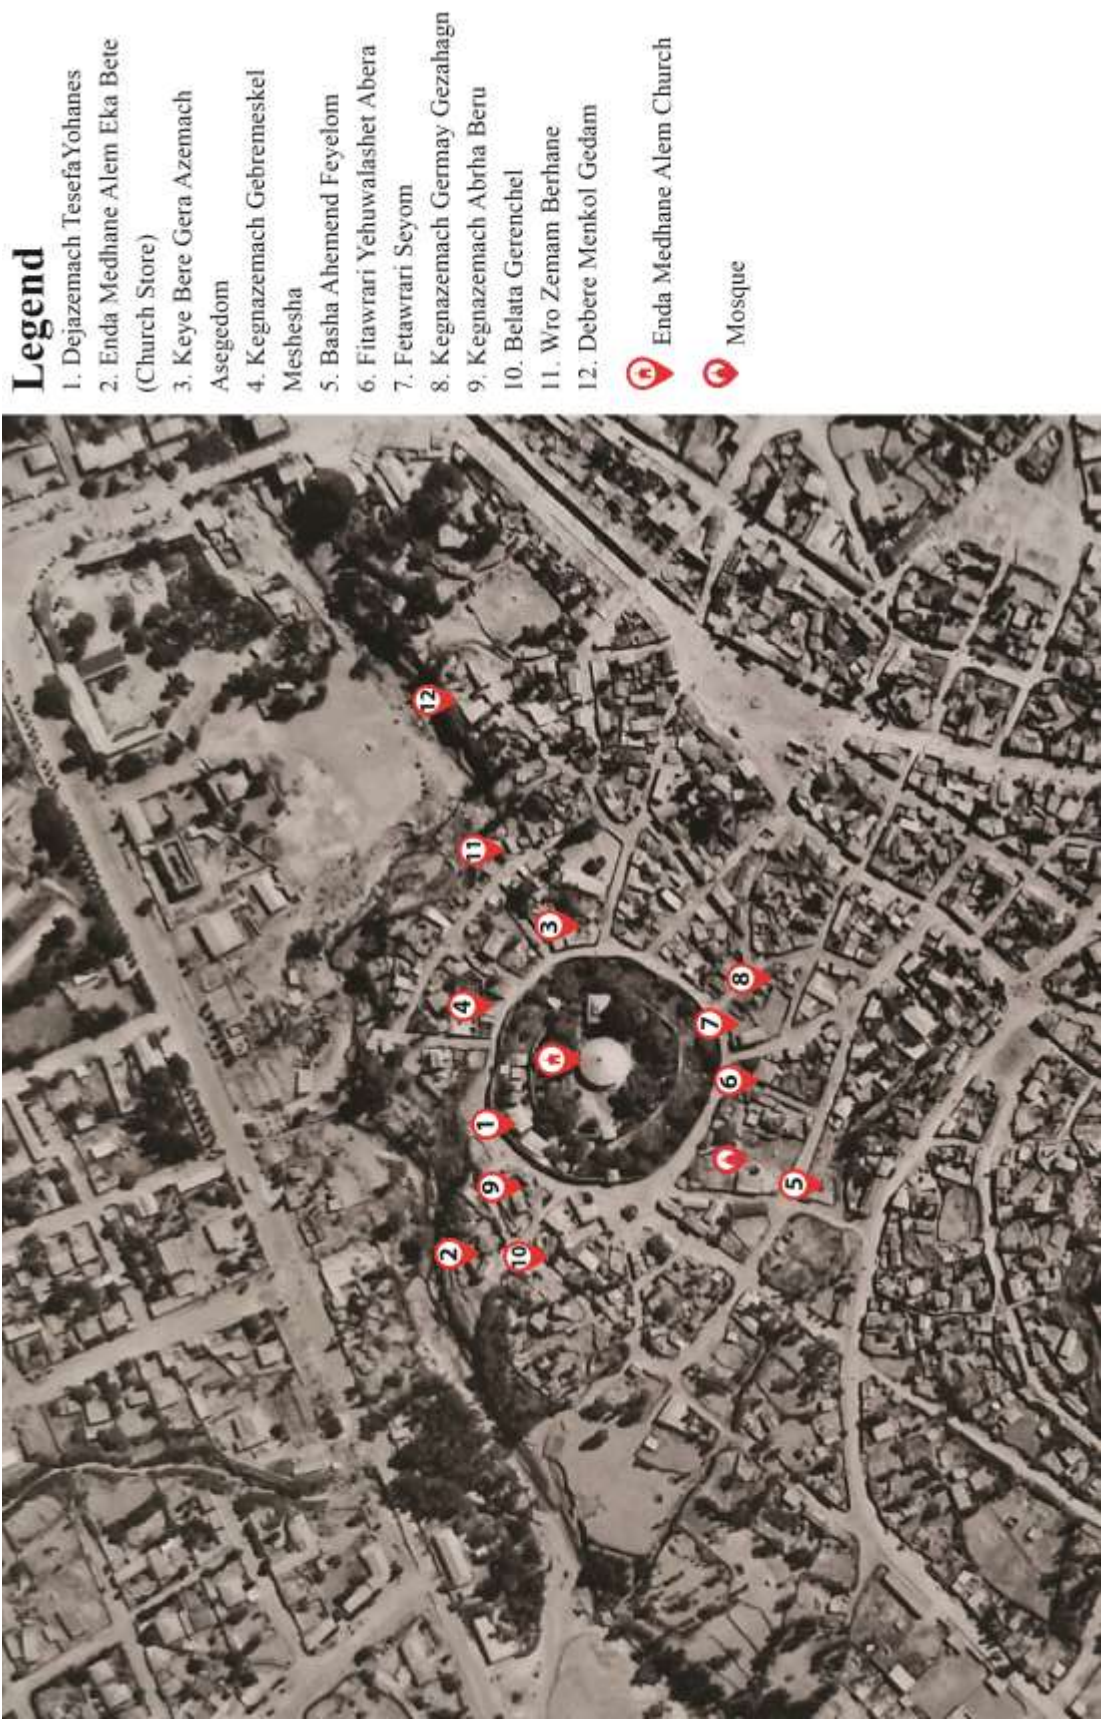 Legend
1. Dejazemach TesefaYohanes
2. Enda Medhane Alem Eka Bete
(Church Store)
3. Keye Bere Gera Azemach
Asegedom
4. Kegnazemach Gebremeskel
Meshesha
5. Basha Ahemend Feyelom
6. Fitawrari Yehuwalashet Abera
7. Fetawrari Seyom
8. Kegnazemach Germay Gezahagn
9. Kegnazemach Abrha Beru
10. Belata Gerenchel
11. Wro Zemam Berhane
12. Debere Menkol Gedam
Enda Medhane Alem Church
Mosque
12
11
3
4
8
7
1
6
9
5
2
10